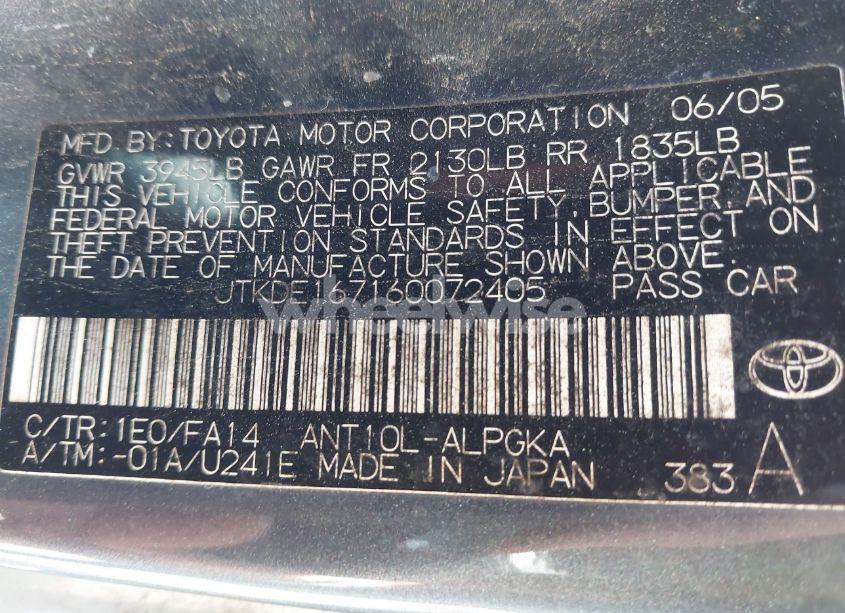 MFD BY: TOYOTA MOTOR CORPORATION 06/05
GVWR 3945LB GAWR FR 2130LB RR 1835LB
THIS VEHICLE CONFORMS TO ALL APPLICABLE
FEDERAL MOTOR VEHICLE SAFETY, BUMPER, AND
THEFT PREVENTION STANDARDS IN EFFECT ON
THE DATE OF MANUFACTURE SHOWN ABOVE.
JTKDE167160072405 PASS CAR
wheelwise
C/TR: 1E0/FA14 ANT10L-ALPGKA
A/TM: -01A/U241E MADE IN JAPAN 383 A